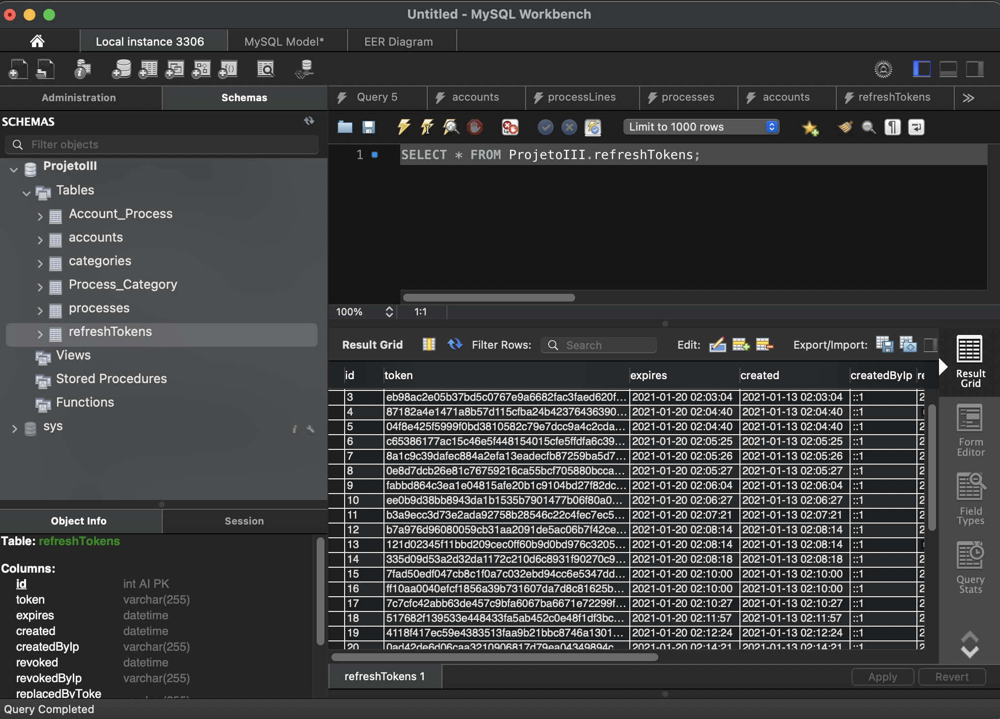 Untitled - MySQL Workbench
Local instance 3306
MySQL Model*
EER Diagram
Administration
Schemas
SCHEMAS
Filter objects
ProjetoIII
Tables
Account_Process
accounts
categories
Process_Category
processes
refreshTokens
Views
Stored Procedures
Functions
sys
Object Info
Session
Table: refreshTokens
Columns:
id int AI PK
token varchar(255)
expires datetime
created datetime
createdByIp varchar(255)
revoked datetime
revokedByIp varchar(255)
replacedByToke
Query Completed
Query 5
accounts
processLines
processes
accounts
refreshTokens
Limit to 1000 rows
1 SELECT * FROM ProjetoIII.refreshTokens;
100% 1:1
Result Grid
Filter Rows:
Search
Edit:
Export/Import:
id token expires created createdByIp re
3 eb98ac2e05b37bd5c0767e9a6682fac3faed620f... 2021-01-20 02:03:04 2021-01-13 02:03:04 ::1 2
4 87182a4e1471a8b57d115cfba24b42376436390... 2021-01-20 02:04:40 2021-01-13 02:04:40 ::1
5 04f8e425f5999f0bd3810582c79e7dcc9a4c2cda... 2021-01-20 02:04:40 2021-01-13 02:04:40 ::1 2
6 c65386177ac15c46e5f448154015cfe5ffdfa6c39... 2021-01-20 02:05:25 2021-01-13 02:05:25 ::1 2
7 8a1c9c39dafec884a2efa13eadecfb87259ba5d7... 2021-01-20 02:05:26 2021-01-13 02:05:26 ::1 2
8 0e8d7dcb26e81c76759216ca55bcf705880bcca... 2021-01-20 02:05:27 2021-01-13 02:05:27 ::1 2
9 fabbd864c3ea1e04815afe20b1c9104bd27f82dc... 2021-01-20 02:06:04 2021-01-13 02:06:04 ::1 2
10 ee0b9d38bb8943da1b1535b7901477b06f80a0... 2021-01-20 02:06:27 2021-01-13 02:06:27 ::1 2
11 b3a9ecc3d73e2ada92758b28546c22c4fec7ec5... 2021-01-20 02:07:21 2021-01-13 02:07:21 ::1 2
12 b7a976d96080059cb31aa2091de5ac06b7f42ce... 2021-01-20 02:08:14 2021-01-13 02:08:14 ::1 2
13 121d02345f11bbd209cec0ff60b9d0bd976c3205... 2021-01-20 02:08:14 2021-01-13 02:08:14 ::1
14 335d09d53a2d32da1172c210d6c8931f90270c9... 2021-01-20 02:08:18 2021-01-13 02:08:18 ::1 2
15 7fad50edf047cb8c1f0a7c032ebd94cc6e5347dd... 2021-01-20 02:10:00 2021-01-13 02:10:00 ::1 2
16 ff10aa0040efcf1856a39b731607da7d8c81625b... 2021-01-20 02:10:00 2021-01-13 02:10:00 ::1 2
17 7c7cfc42abb63de457c9bfa6067ba6671e72299f... 2021-01-20 02:10:27 2021-01-13 02:10:27 ::1 2
18 517682f139533e448433fa5ab452c0e48f1df3bc... 2021-01-20 02:11:57 2021-01-13 02:11:57 ::1 2
19 4118f417ec59e4383513faa9b21bbc8746a1301... 2021-01-20 02:12:24 2021-01-13 02:12:24 ::1 2
20 0ad42de6d06caa3210906817d79ea04349894c... 2021-01-20 02:14:21 2021-01-13 02:14:21 ::1 2
Result Grid
Form Editor
Field Types
Query Stats
refreshTokens 1
Apply
Revert